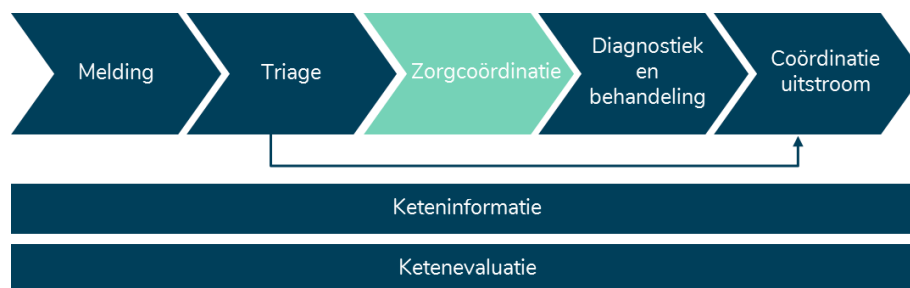 Melding
Triage
Zorgcoördinatie
Diagnostiek
en
behandeling
Coördinatie
uitstroom
Keteninformatie
Ketenevaluatie